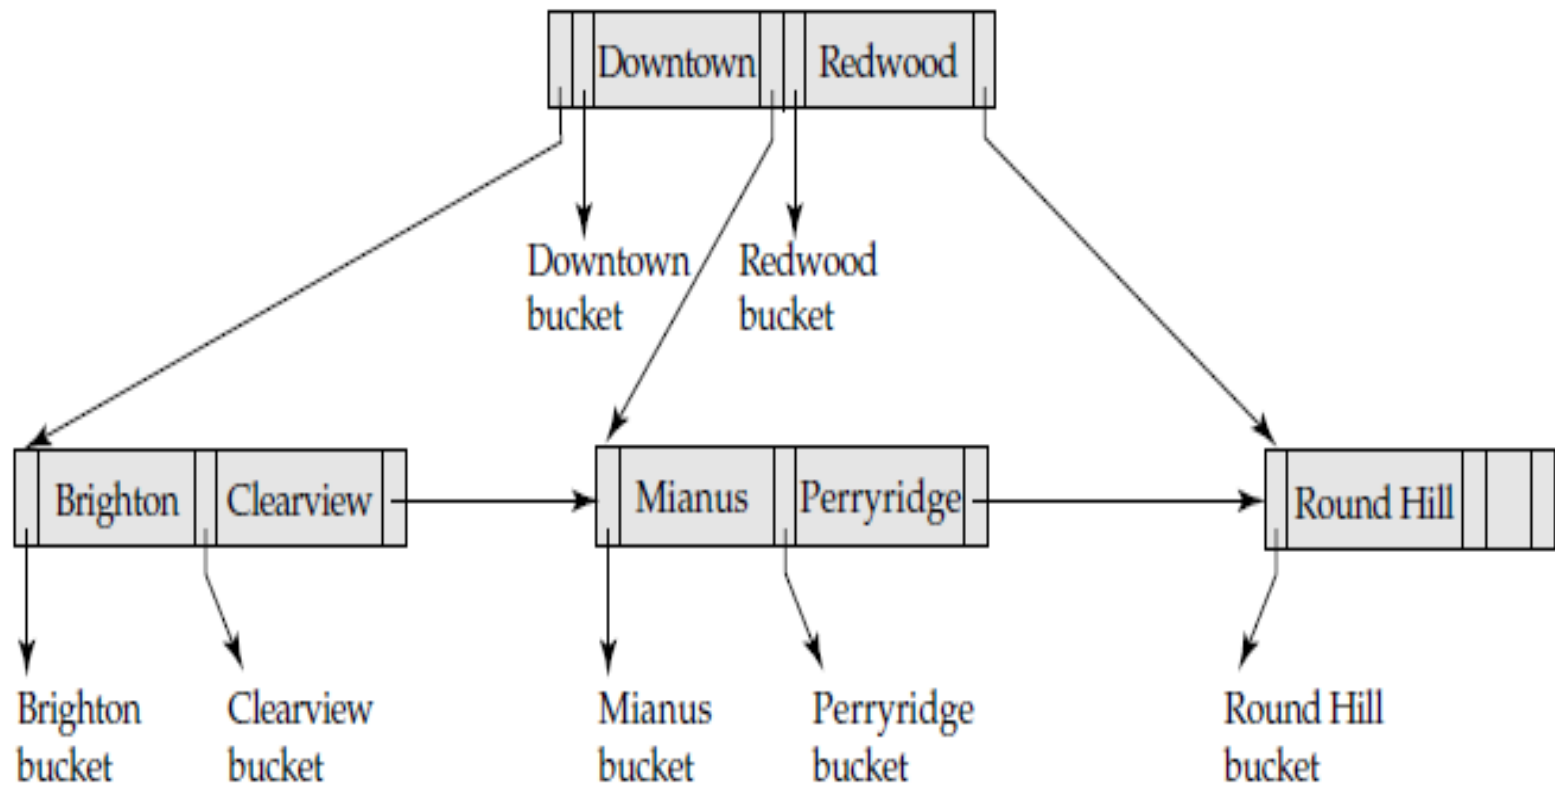 Downtown Redwood
Downtown bucket
Redwood bucket
Brighton Clearview
Mianus Perryridge
Round Hill
Brighton bucket
Clearview bucket
Mianus bucket
Perryridge bucket
Round Hill bucket